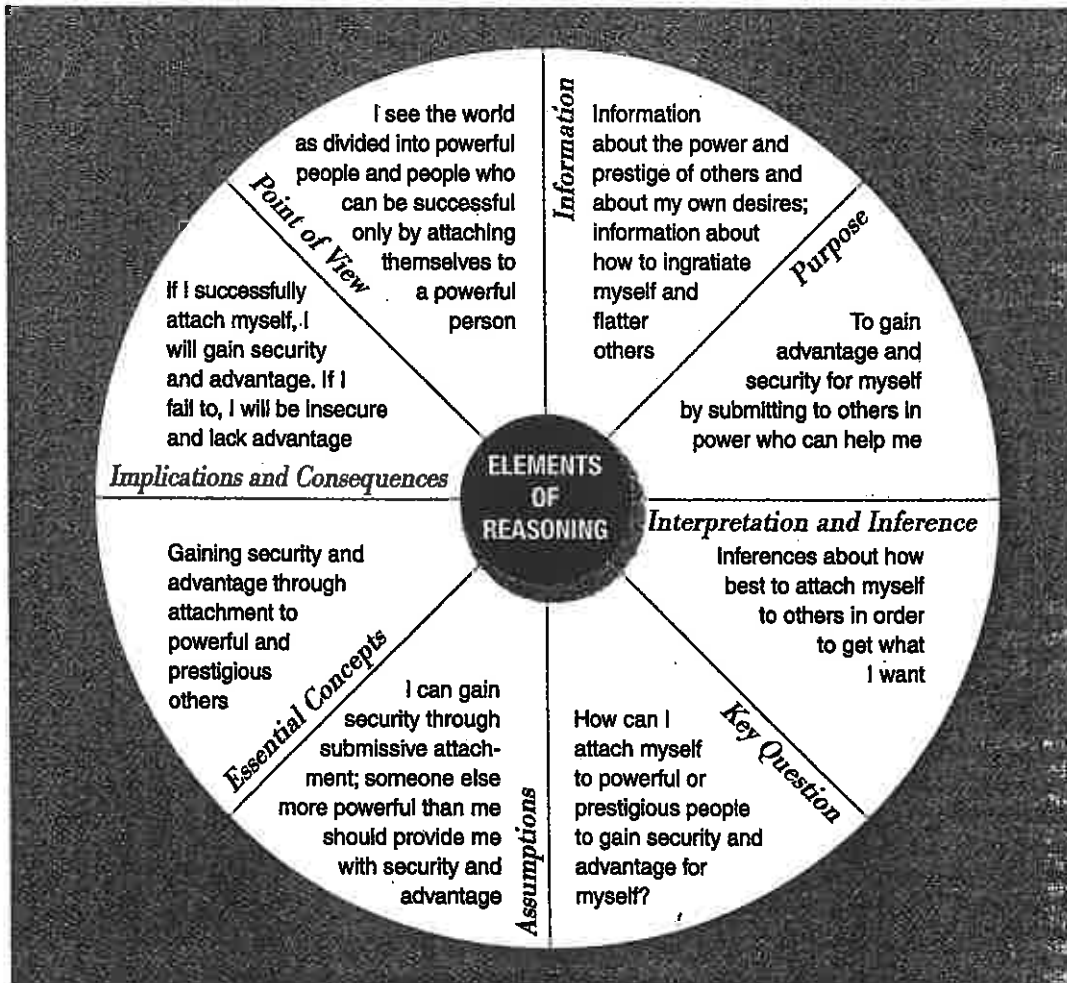 Information
Information
about the power and
prestige of others and
about my own desires;
information about
how to ingratiate
myself and
flatter
others
Purpose
To gain
advantage and
security for myself
by submitting to others in
power who can help me
Interpretation and Inference
Inferences about how
best to attach myself
to others in order
to get what
I want
Key Question
How can I
attach myself
to powerful or
prestigious people
to gain security and
advantage for
myself?
Assumptions
I can gain
security through
submissive attach-
ment; someone else
more powerful than me
should provide me
with security and
advantage
Essential Concepts
Gaining security and
advantage through
attachment to
powerful and
prestigious
others
Implications and Consequences
If I successfully
attach myself, I
will gain security
and advantage. If I
fail to, I will be insecure
and lack advantage
Point of View
I see the world
as divided into powerful
people and people who
can be successful
only by attaching
themselves to
a powerful
person
ELEMENTS
OF
REASONING